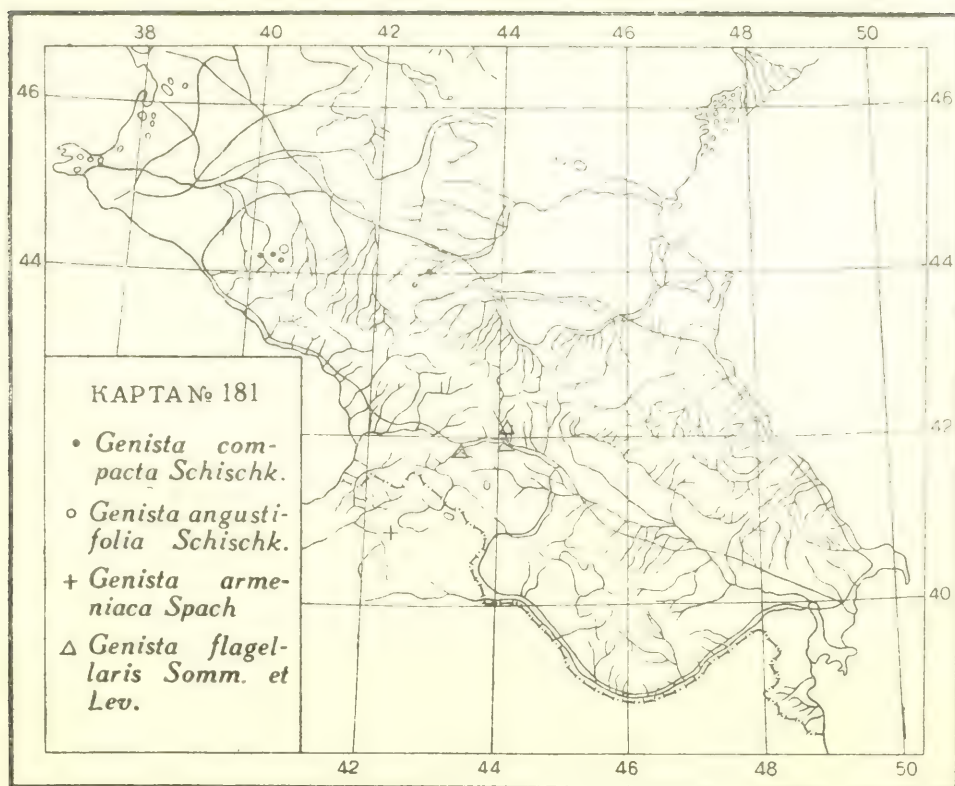 38 40 42 43 44 46 47 48 50
46 46
44 44
КАРТА № 181
• Genista com-
pacta Schischk.
○ Genista angusti-
folia Schischk.
+ Genista arme-
niaca Spach
△ Genista flagel-
laris Somm. et
Lev.
42
40
42 44 46 48 50